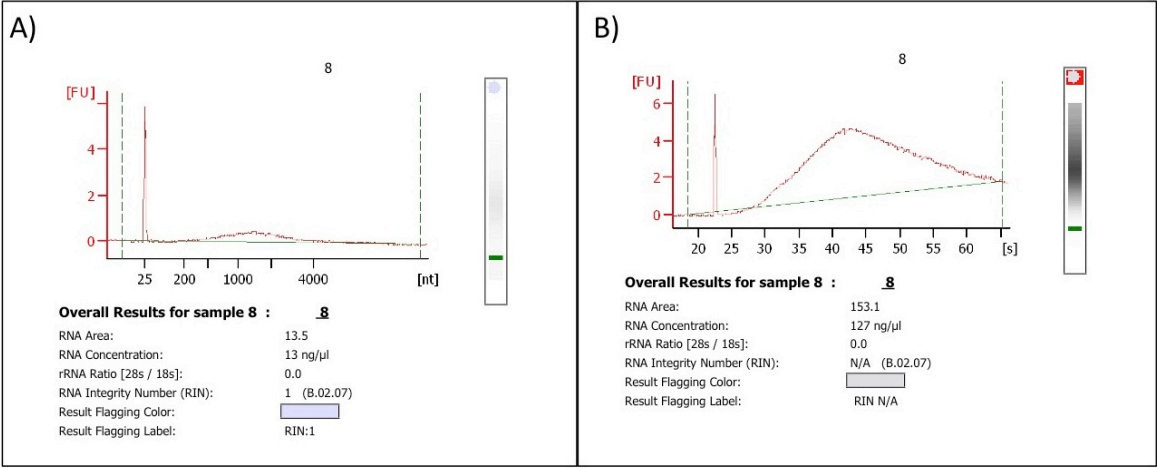 A)
8
[FU]
4
2
0
25 200 1000 4000 [nt]
Overall Results for sample 8 : 8
RNA Area: 13.5
RNA Concentration: 13 ng/µl
rRNA Ratio [28s / 18s]: 0.0
RNA Integrity Number (RIN): 1 (B.02.07)
Result Flagging Color:
Result Flagging Label: RIN:1
B)
8
[FU]
6
4
2
0
20 25 30 35 40 45 50 55 60 [s]
Overall Results for sample 8 : 8
RNA Area: 153.1
RNA Concentration: 127 ng/µl
rRNA Ratio [28s / 18s]: 0.0
RNA Integrity Number (RIN): N/A (B.02.07)
Result Flagging Color:
Result Flagging Label: RIN N/A